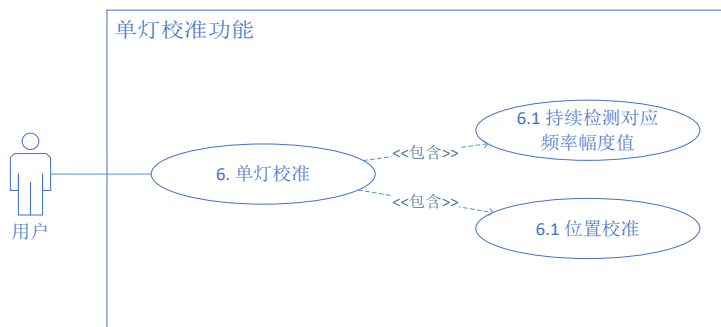 单灯校准功能
6.1 持续检测对应
频率幅度值
<<包含>>
6. 单灯校准
<<包含>>
6.1 位置校准
用户